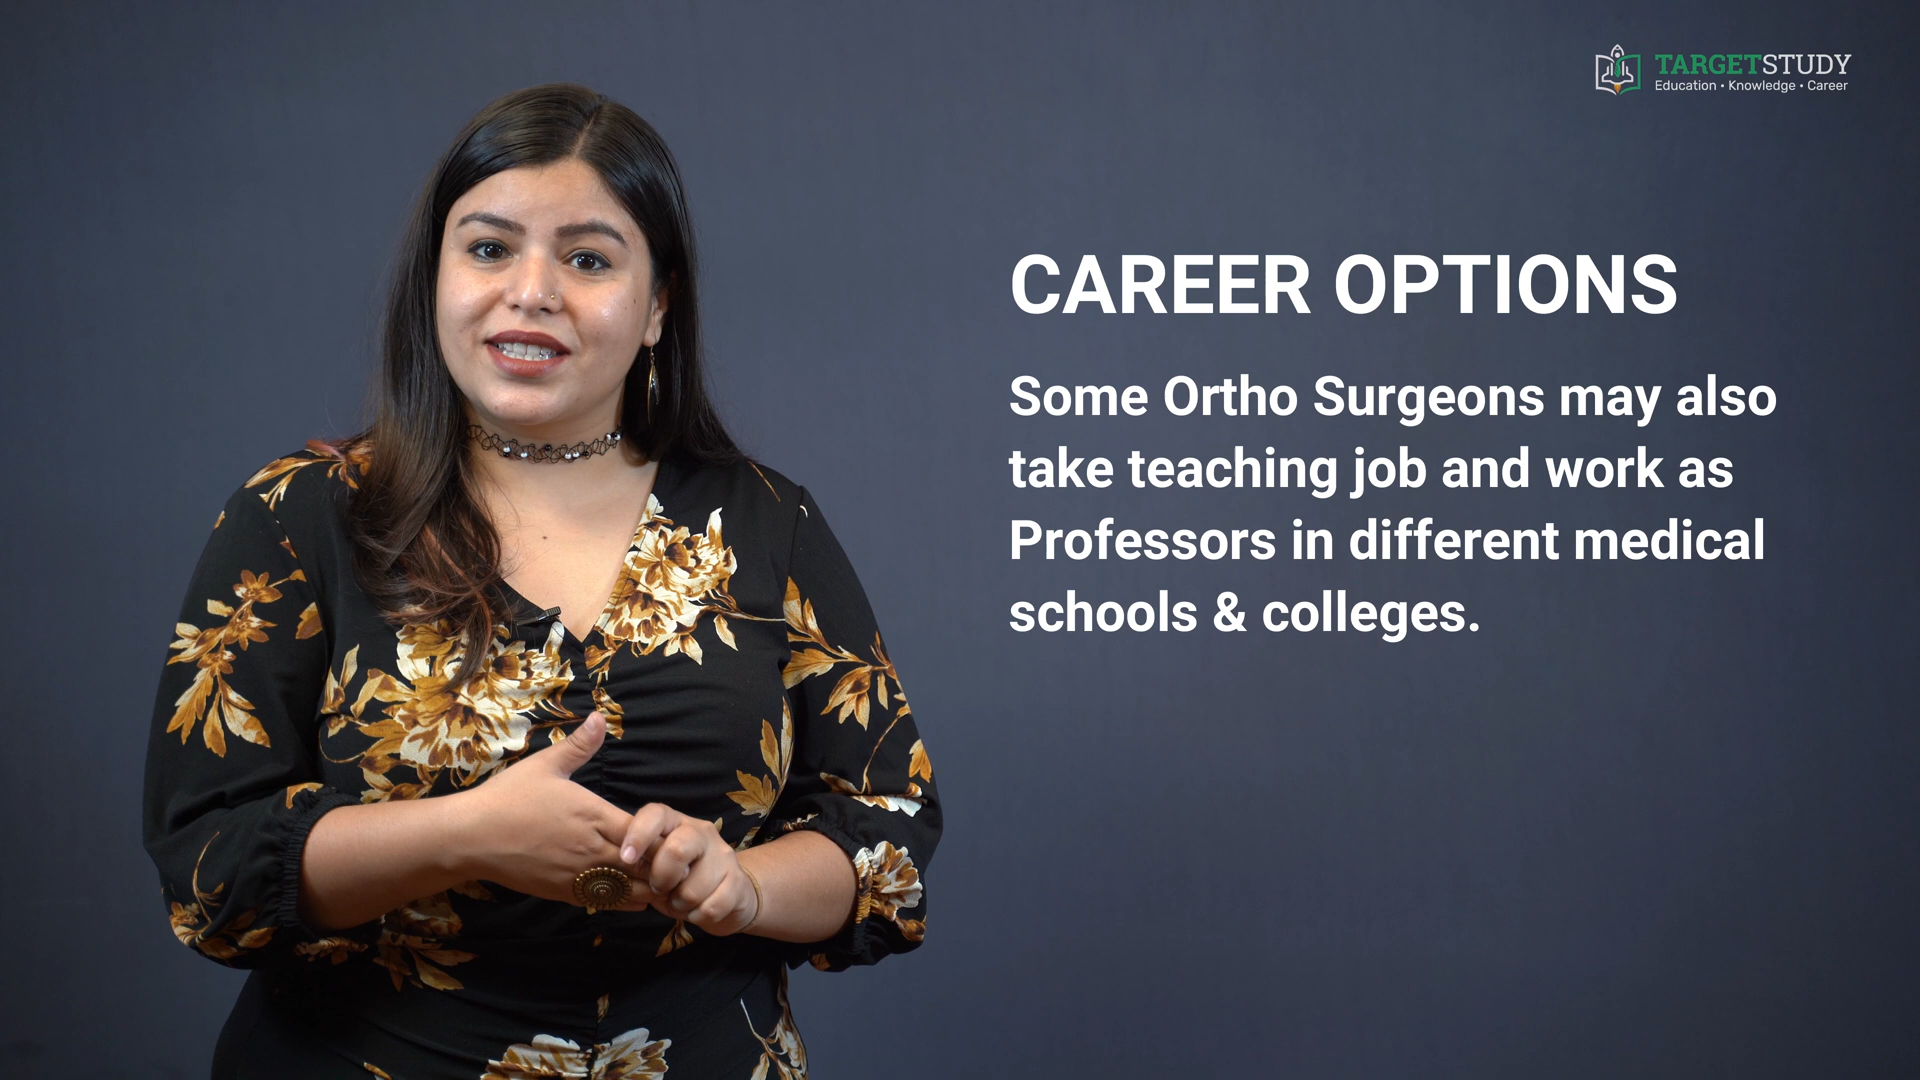 TARGETSTUDY
Education • Knowledge • Career
CAREER OPTIONS
Some Ortho Surgeons may also
take teaching job and work as
Professors in different medical
schools & colleges.